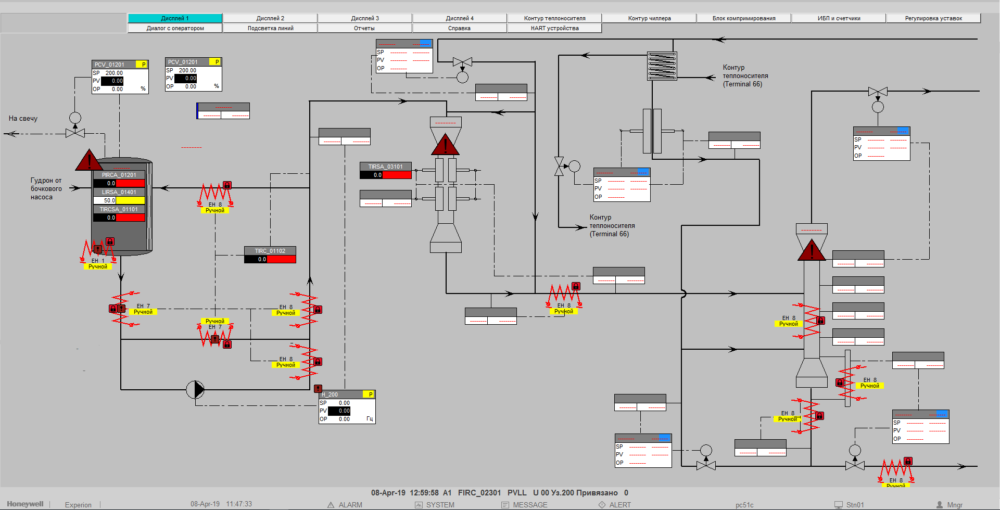 Дисплей 1
Дисплей 2
Дисплей 3
Дисплей 4
Контур теплоносителя
Контур чиллера
Блок компримирования
ИБП и счетчики
Регулировка уставок
Диалог с оператором
Подсветка линий
Отчеты
Справка
HART устройства
PCV_01201 P
SP 200.00
PV 0.00
OP 0.00 %
PCV_01201 P
SP 200.00
PV 0.00
OP 0.00 %
SP
PV
OP
Контур
теплоносителя
(Terminal 66)
На свечу
SP
PV
OP
Гудрон от
бочкового
насоса
PIRCA_01201
0.0
LIRSA_01401
50.0
TIRCSA_01101
0.0
TIRSA_03101
0.0
SP
PV
OP
EH 8
Ручной
Контур
теплоносителя
(Terminal 66)
TIRC_01102
0.0
EH 1
Ручной
EH 7
Ручной
EH 8
Ручной
EH 8
Ручной
Ручной
EH 7
EH 8
Ручной
EH 8
Ручной
EH 8
Ручной
H_200 P
SP 0.00
PV 0.00
OP 0.00 Гц
EH 8
Ручной
SP
PV
OP
SP
PV
OP
EH 8
Ручной
08-Apr-19 12:59:58 A1 FIRC_02301 PVLL U 00 Уз.200 Привязано 0
Honeywell
Experion
08-Apr-19 11:47:33
ALARM
SYSTEM
MESSAGE
ALERT
pc51c
Stn01
Mngr